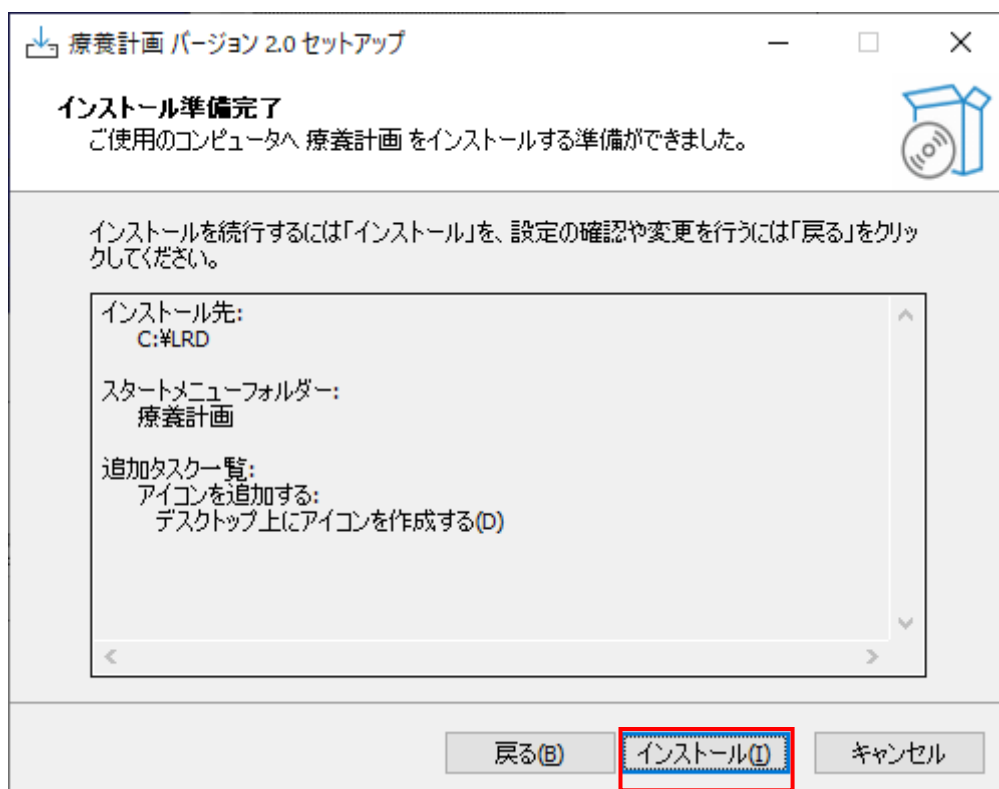 療養計画 バージョン 2.0 セットアップ
インストール準備完了
ご使用のコンピュータへ 療養計画 をインストールする準備ができました。
インストールを続行するには「インストール」を、設定の確認や変更を行うには「戻る」をクリッ
クしてください。
インストール先:
C:¥LRD
スタートメニューフォルダー:
療養計画
追加タスク一覧:
アイコンを追加する:
デスクトップ上にアイコンを作成する(D)
戻る(B)
インストール(I)
キャンセル